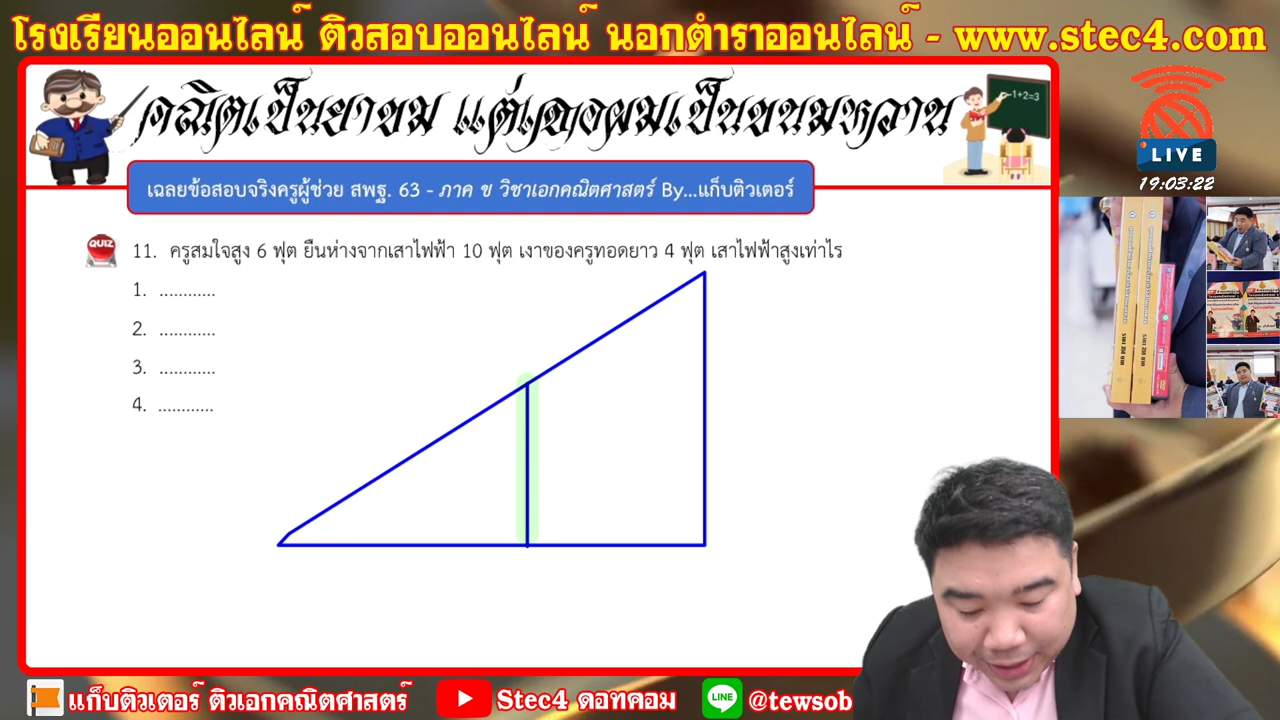 โรงเรียนออนไลน์ ติวสอบออนไลน์ นอกตำราออนไลน์ - www.stec4.com
คณิตเป็นยาขม แต่เธอผมเป็นขนมหวาน
-1+2=3
LIVE
19:03:22
เฉลยข้อสอบจริงครูผู้ช่วย สพฐ. 63 - ภาค ข วิชาเอกคณิตศาสตร์ By...แก็บติวเตอร์
QUIZ
11. ครูสมใจสูง 6 ฟุต ยืนห่างจากเสาไฟฟ้า 10 ฟุต เงาของครูทอดยาว 4 ฟุต เสาไฟฟ้าสูงเท่าไร
1. ............
2. ............
3. ............
4. ............
แก็บติวเตอร์ ติวเอกคณิตศาสตร์
Stec4 ดอทคอม
LINE
@tewsob